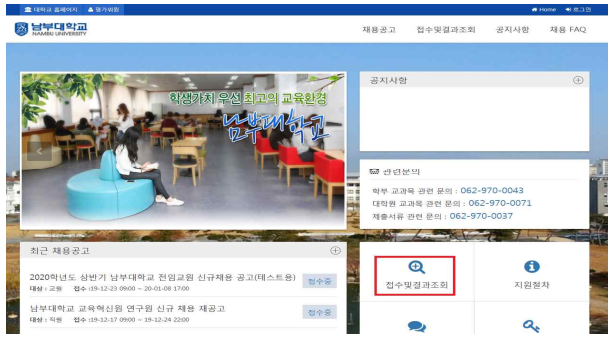 대학교 홈페이지 평가위원
Home 로그인
남부대학교
NAMBU UNIVERSITY
채용공고 접수및결과조회 공지사항 채용 FAQ
학생가치 우선 최고의 교육환경
남부대학교
공지사항
관련문의
학부 교과목 관련 문의 : 062-970-0043
대학원 교과목 관련 문의 : 062-970-0071
제출서류 관련 문의 : 062-970-0037
최근 채용공고
2020학년도 상반기 남부대학교 전임교원 신규채용 공고(테스트용) 접수중
대상 : 교원 접수 :19-12-23 09:00 ~ 20-01-08 17:00
남부대학교 교육혁신원 연구원 신규 채용 재공고 접수중
대상 : 직원 접수 :19-12-17 09:00 ~ 19-12-24 22:00
접수및결과조회
지원절차